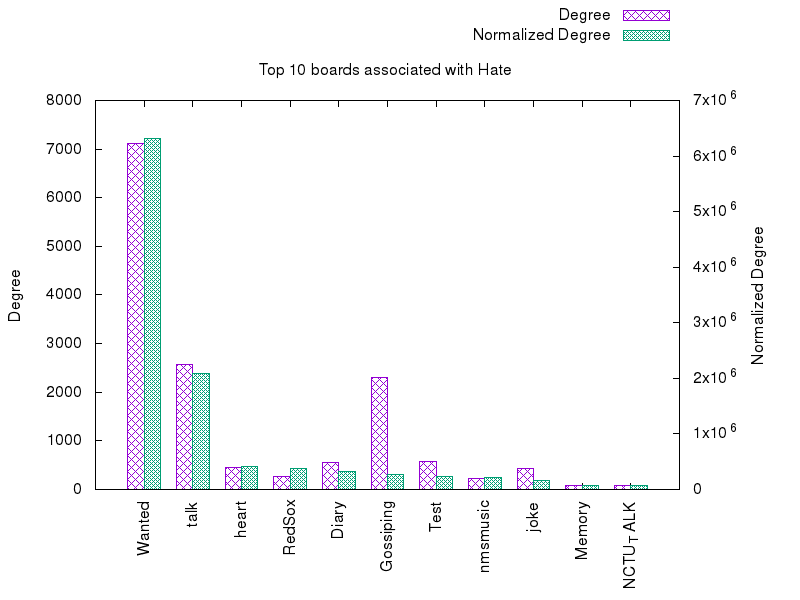 Degree
Normalized Degree
Top 10 boards associated with Hate
8000
7000
6000
5000
4000
3000
2000
1000
0
7x10^6
6x10^6
5x10^6
4x10^6
3x10^6
2x10^6
1x10^6
0
Degree
Normalized Degree
Wanted
talk
heart
RedSox
Diary
Gossiping
Test
nmsmusic
joke
Memory
NCTU_T ALK